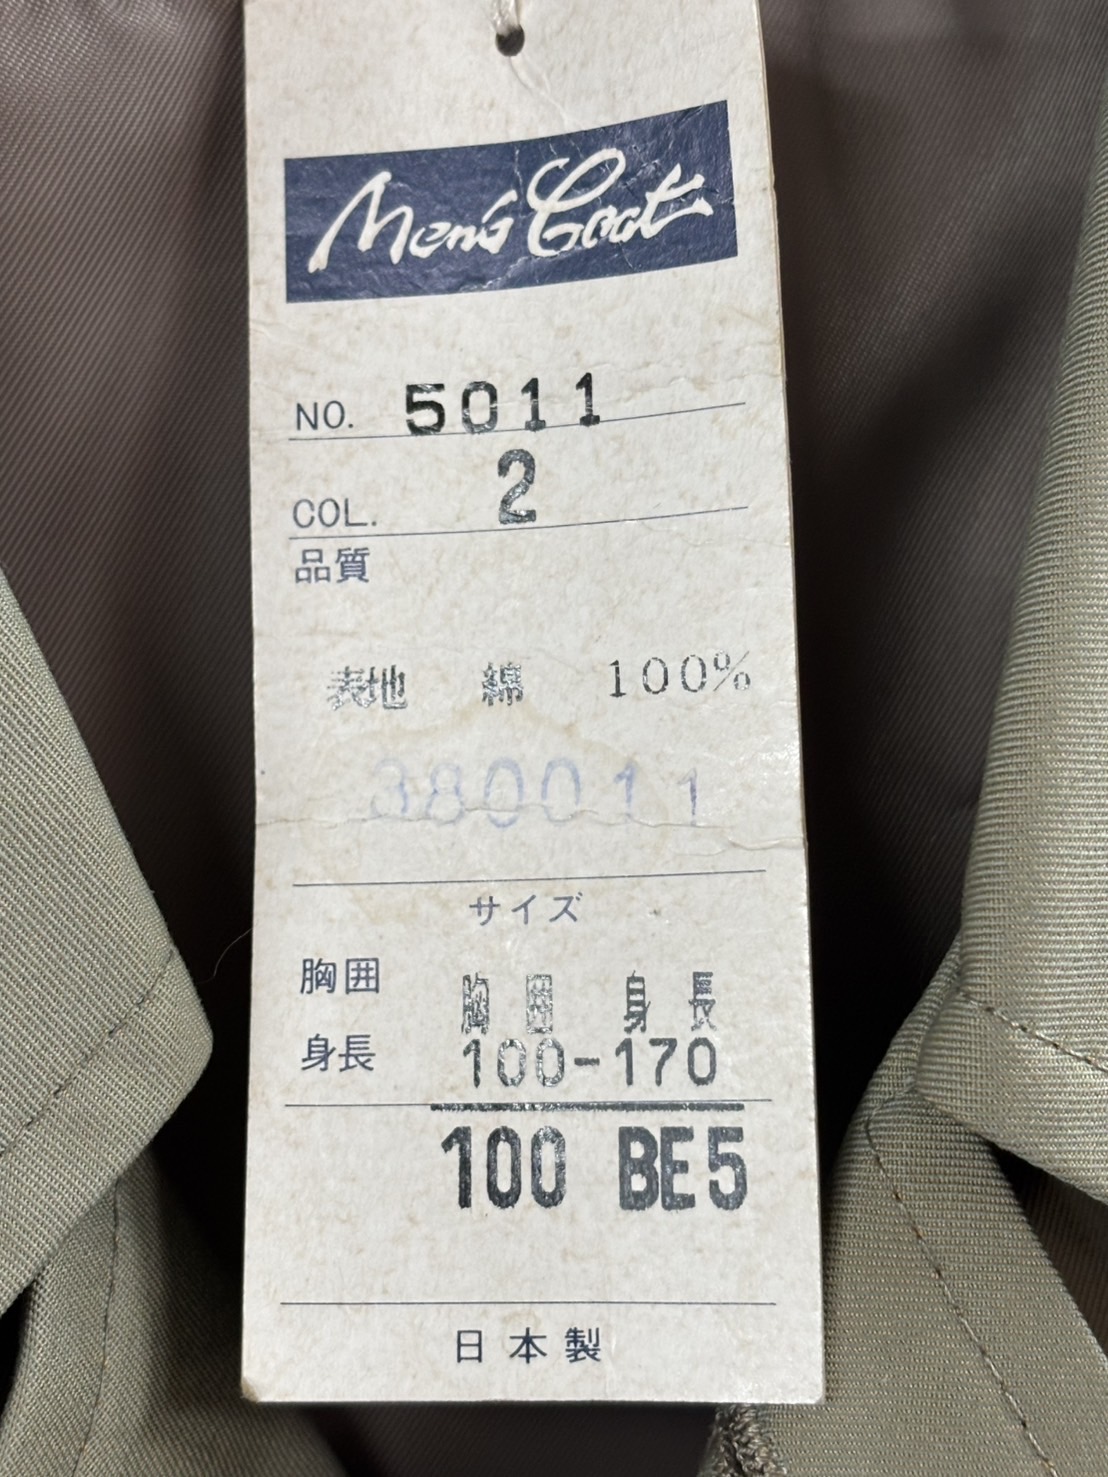 Men's Coat
NO. 5011
COL. 2
品質
表地 綿 100%
380011
サイズ
胸囲 胸囲 身長
身長 100-170
100 BE5
日本製